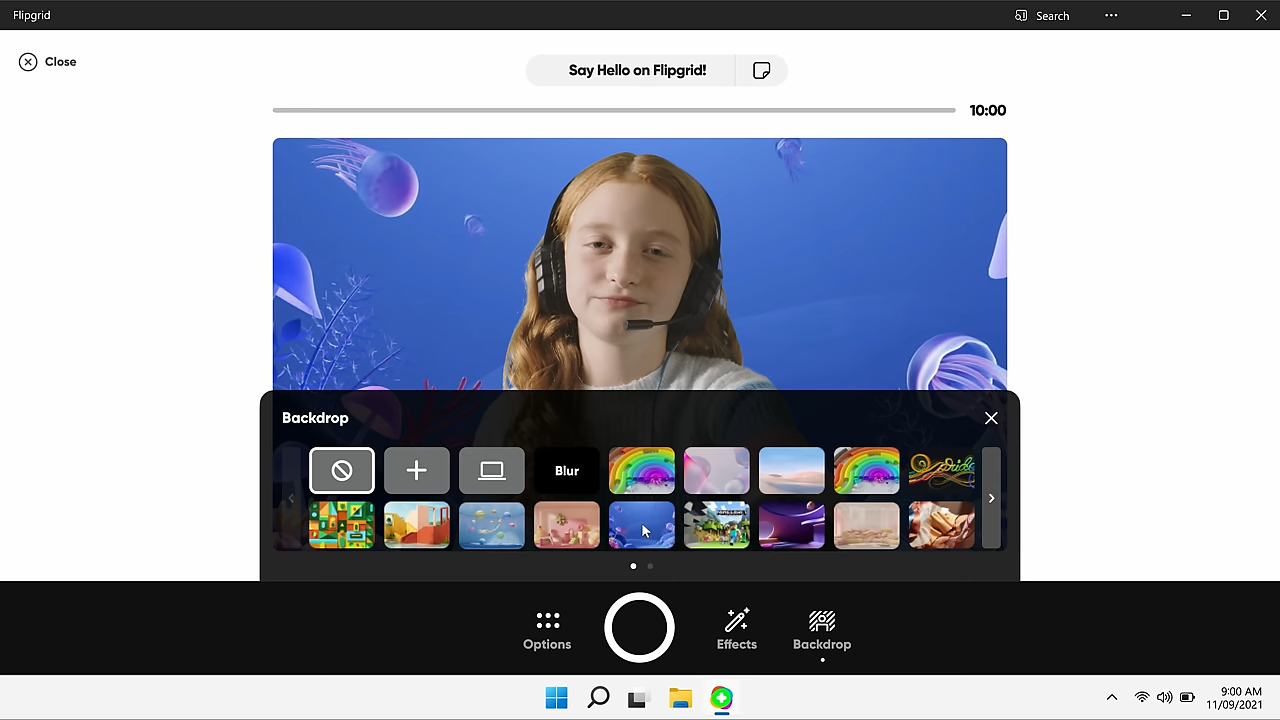 Flipgrid
Search
Close
Say Hello on Flipgrid!
10:00
Backdrop
Blur
Options
Effects
Backdrop
9:00 AM
11/09/2021